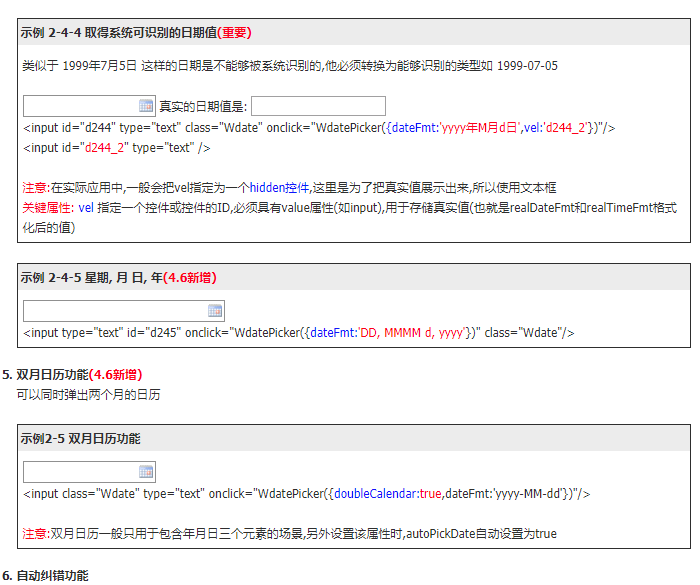 示例 2-4-4 取得系统可识别的日期值(重要)
类似于 1999年7月5日 这样的日期是不能够被系统识别的,他必须转换为能够识别的类型如 1999-07-05
真实的日期值是:
<input id="d244" type="text" class="Wdate" onclick="WdatePicker({dateFmt:'yyyy年M月d日',vel:'d244_2'})"/>
<input id="d244_2" type="text" />
注意:在实际应用中,一般会把vel指定为一个hidden控件,这里是为了把真实值展示出来,所以使用文本框
关键属性: vel 指定一个控件或控件的ID,必须具有value属性(如input),用于存储真实值(也就是realDateFmt和realTimeFmt格式
化后的值)
示例 2-4-5 星期, 月 日, 年(4.6新增)
<input type="text" id="d245" onclick="WdatePicker({dateFmt:'DD, MMMM d, yyyy'})" class="Wdate"/>
5. 双月日历功能(4.6新增)
可以同时弹出两个月的日历
示例2-5 双月日历功能
<input class="Wdate" type="text" onclick="WdatePicker({doubleCalendar:true,dateFmt:'yyyy-MM-dd'})"/>
注意:双月日历一般只用于包含年月日三个元素的场景,另外设置该属性时,autoPickDate自动设置为true
6. 自动纠错功能